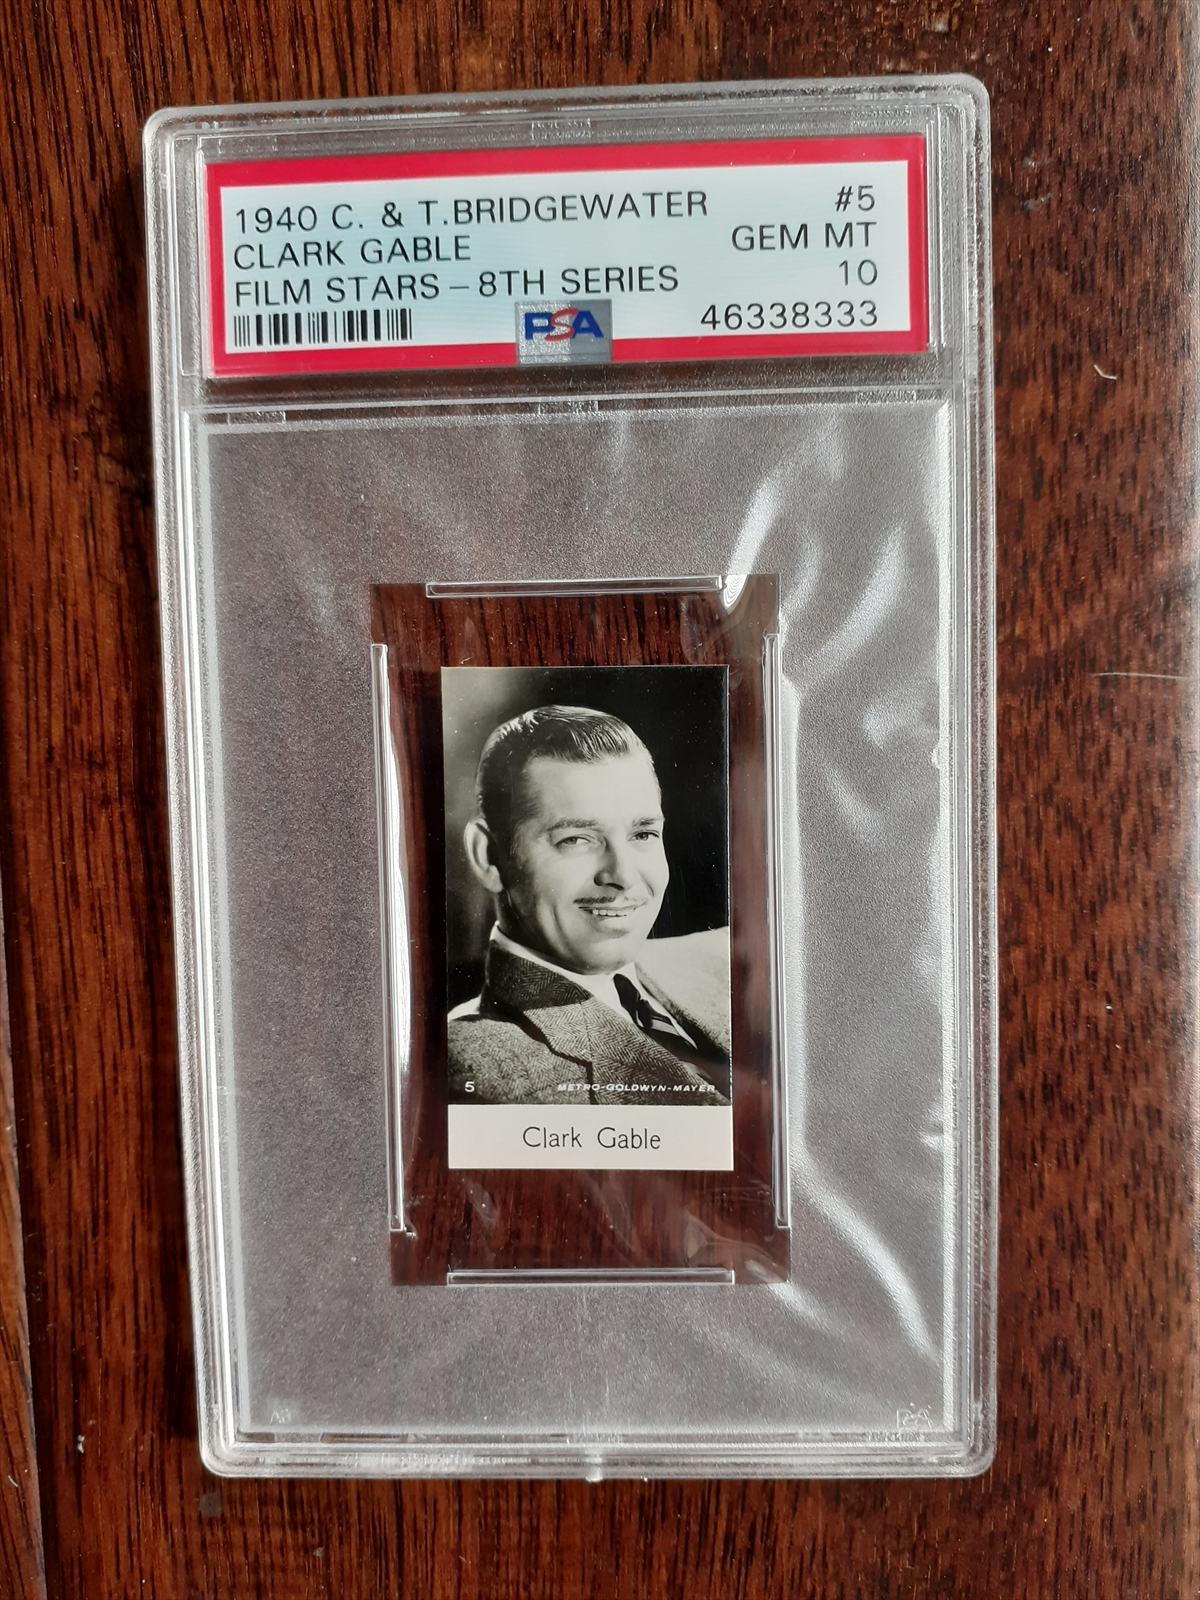 1940 C. & T.BRIDGEWATER #5
CLARK GABLE GEM MT
FILM STARS – 8TH SERIES 10
PSA 46338333
5 METRO-GOLDWYN-MAYER
Clark Gable